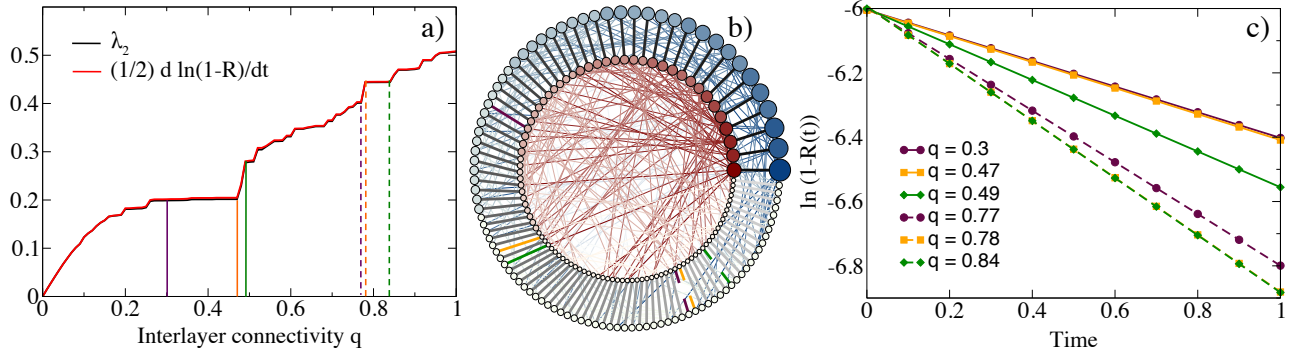 a)
0.5
0.4
0.3
0.2
0.1
0
λ₂
(1/2) d ln(1-R)/dt
0 0.2 0.4 0.6 0.8 1
Interlayer connectivity q
b)
c)
-6
-6.2
-6.4
-6.6
-6.8
ln (1-R(t))
q = 0.3
q = 0.47
q = 0.49
q = 0.77
q = 0.78
q = 0.84
0 0.2 0.4 0.6 0.8 1
Time